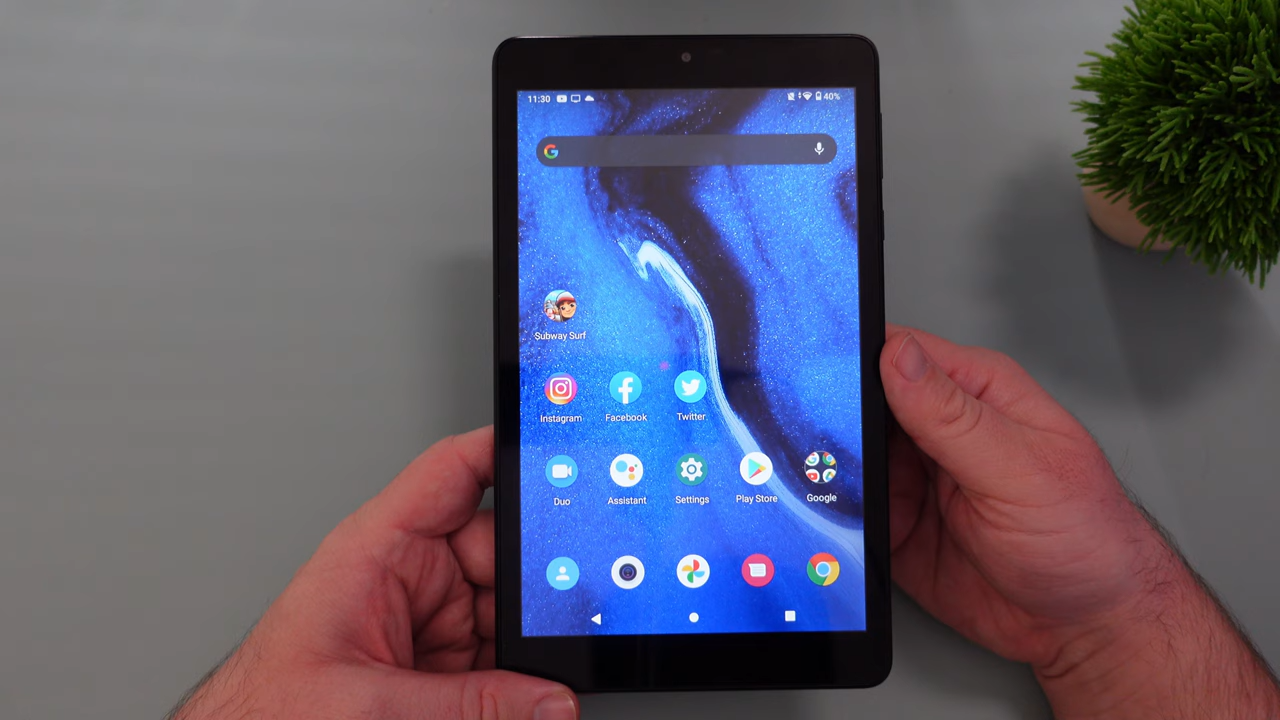 11:30 40%
Subway Surf
Instagram Facebook Twitter
Duo Assistant Settings Play Store Google